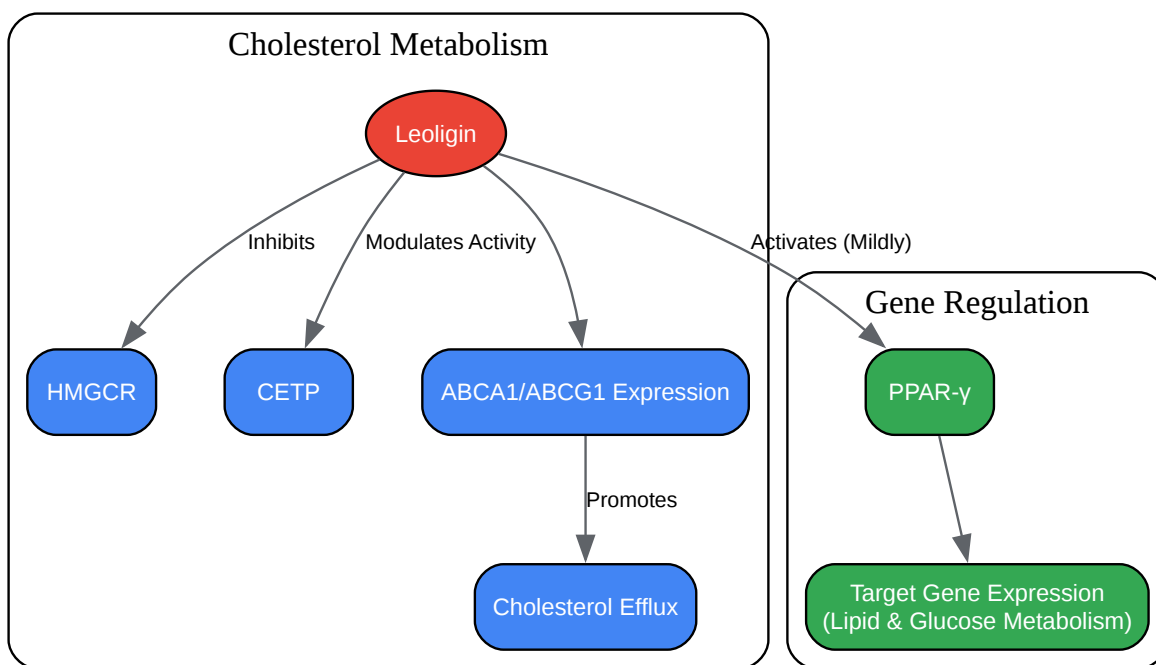 Cholesterol Metabolism
Leoligin
Inhibits
Modulates Activity
Activates (Mildly)
Gene Regulation
HMGCR
CETP
ABCA1/ABCG1 Expression
PPAR-γ
Promotes
Cholesterol Efflux
Target Gene Expression
(Lipid & Glucose Metabolism)